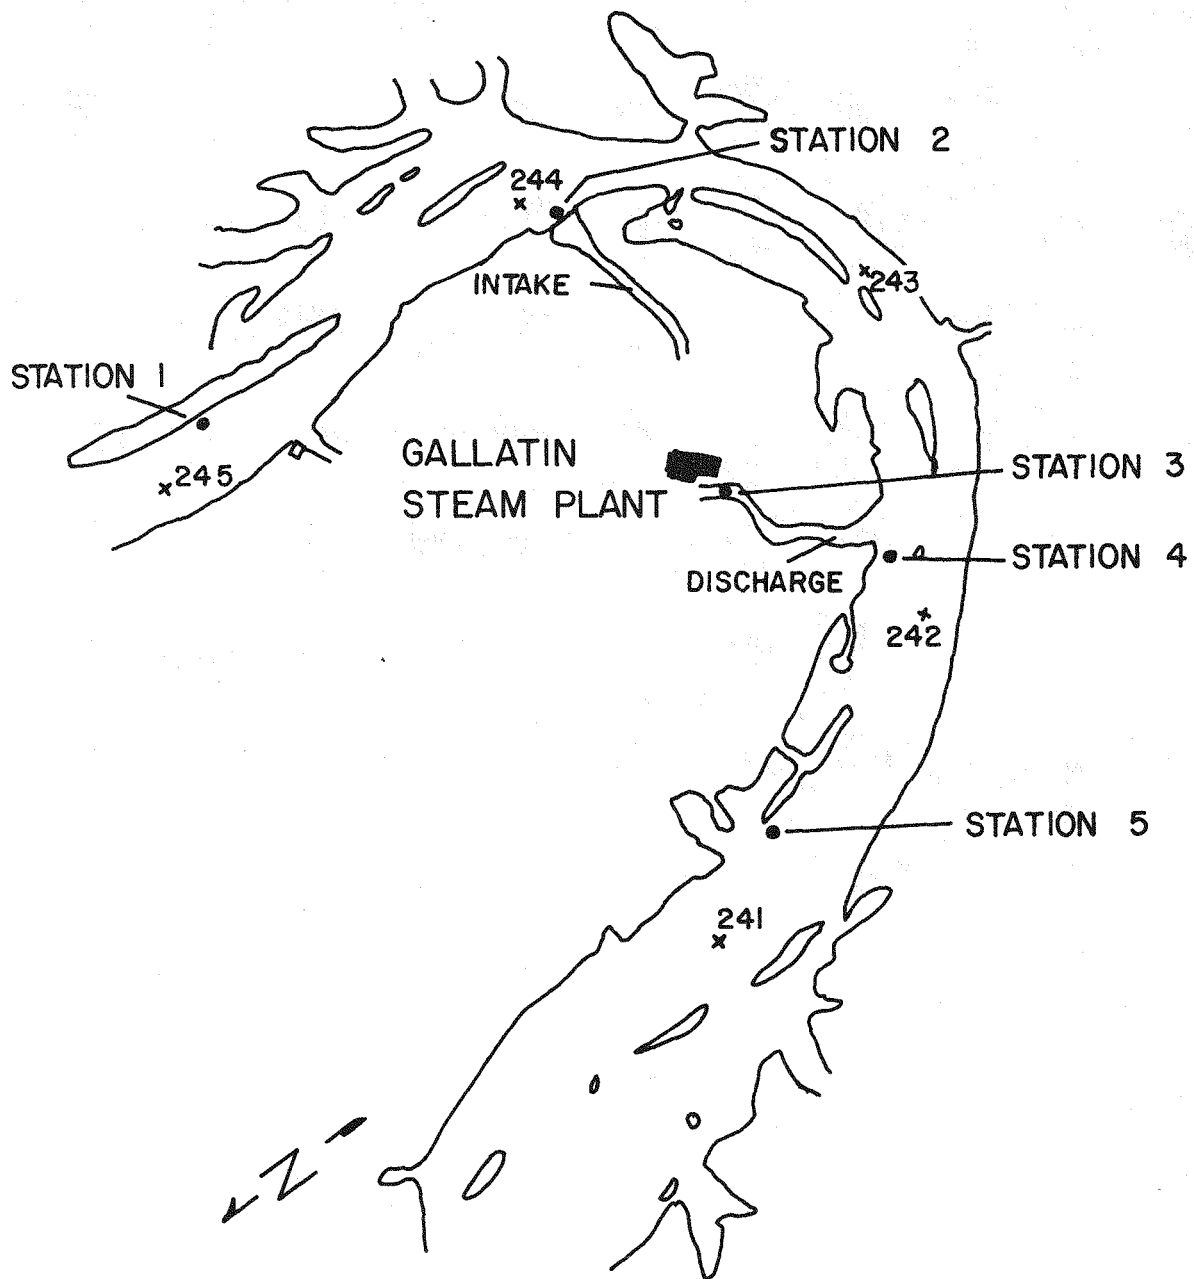 STATION 2
244
INTAKE
243
STATION 1
245
GALLATIN
STEAM PLANT
STATION 3
STATION 4
DISCHARGE
242
STATION 5
241
N